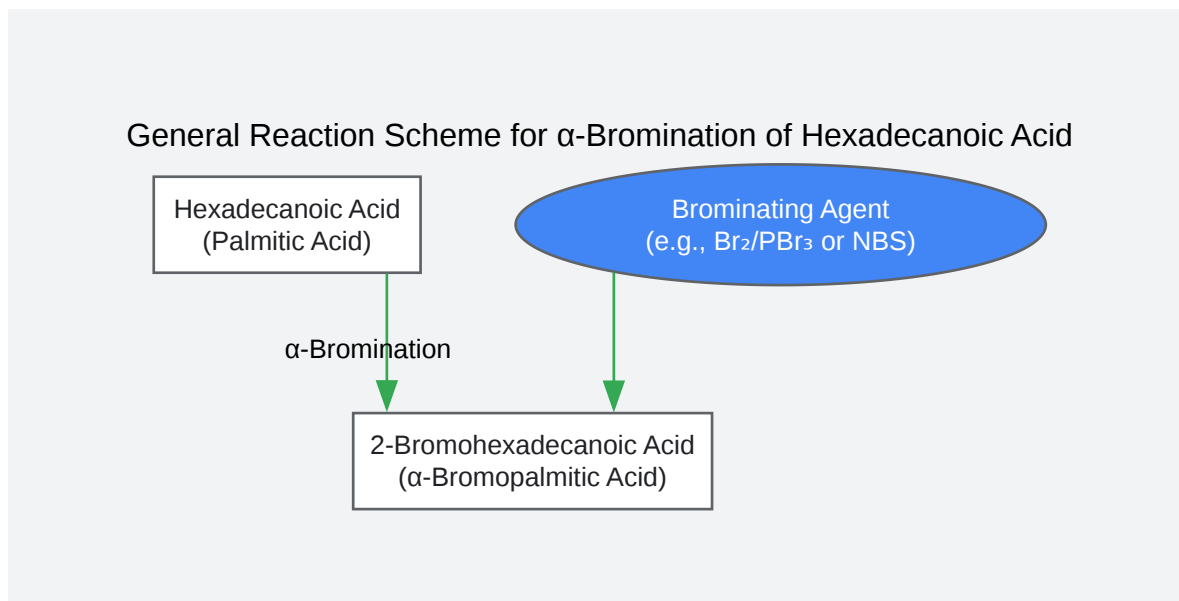 General Reaction Scheme for α-Bromination of Hexadecanoic Acid
Hexadecanoic Acid
(Palmitic Acid)
Brominating Agent
(e.g., Br₂/PBr₃ or NBS)
α-Bromination
2-Bromohexadecanoic Acid
(α-Bromopalmitic Acid)